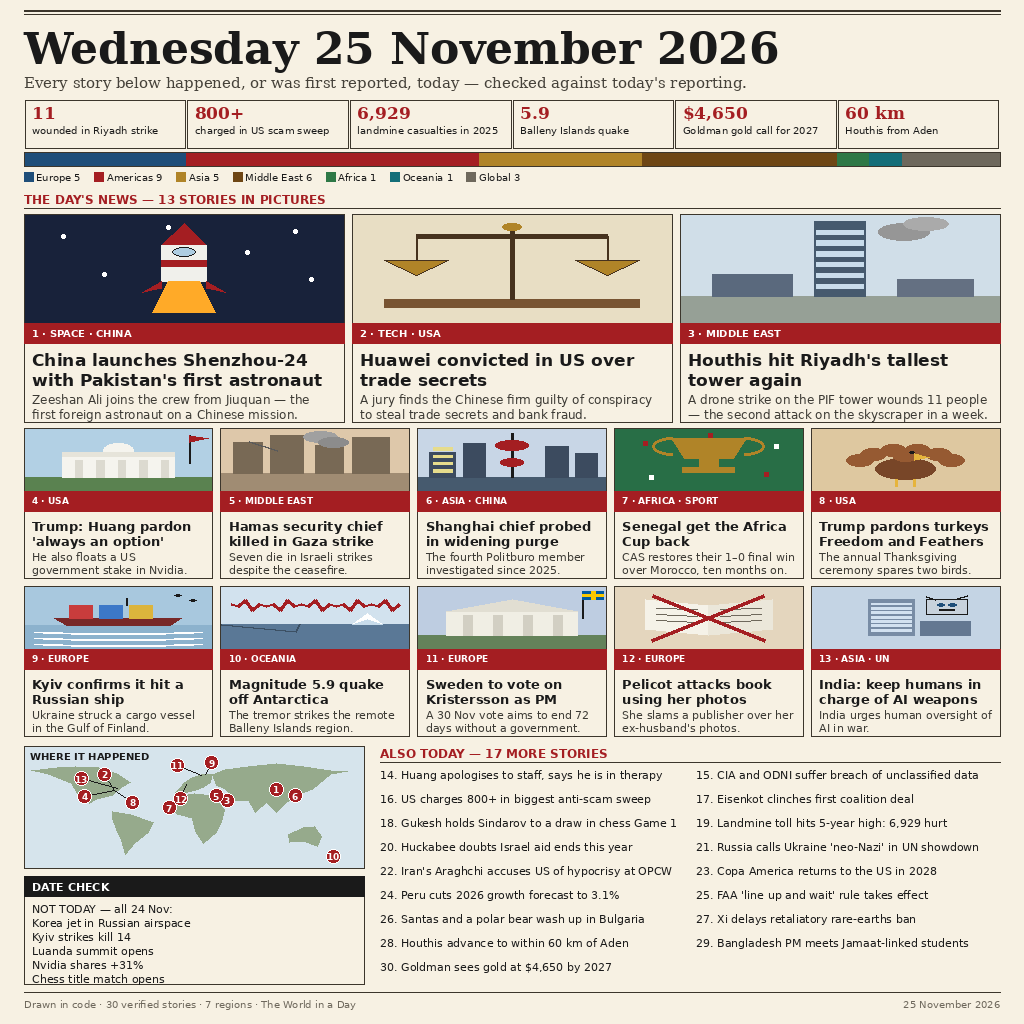 Wednesday 25 November 2026
Every story below happened, or was first reported, today — checked against today's reporting.
11
wounded in Riyadh strike
800+
charged in US scam sweep
6,929
landmine casualties in 2025
5.9
Balleny Islands quake
$4,650
Goldman gold call for 2027
60 km
Houthis from Aden
Europe 5
Americas 9
Asia 5
Middle East 6
Africa 1
Oceania 1
Global 3
THE DAY'S NEWS — 13 STORIES IN PICTURES
1 · SPACE · CHINA
China launches Shenzhou-24
with Pakistan's first astronaut
Zeeshan Ali joins the crew from Jiuquan — the
first foreign astronaut on a Chinese mission.
2 · TECH · USA
Huawei convicted in US over
trade secrets
A jury finds the Chinese firm guilty of conspiracy
to steal trade secrets and bank fraud.
3 · MIDDLE EAST
Houthis hit Riyadh's tallest
tower again
A drone strike on the PIF tower wounds 11 people
— the second attack on the skyscraper in a week.
4 · USA
Trump: Huang pardon
'always an option'
He also floats a US
government stake in Nvidia.
5 · MIDDLE EAST
Hamas security chief
killed in Gaza strike
Seven die in Israeli strikes
despite the ceasefire.
6 · ASIA · CHINA
Shanghai chief probed
in widening purge
The fourth Politburo member
investigated since 2025.
7 · AFRICA · SPORT
Senegal get the Africa
Cup back
CAS restores their 1–0 final win
over Morocco, ten months on.
8 · USA
Trump pardons turkeys
Freedom and Feathers
The annual Thanksgiving
ceremony spares two birds.
9 · EUROPE
Kyiv confirms it hit a
Russian ship
Ukraine struck a cargo vessel
in the Gulf of Finland.
10 · OCEANIA
Magnitude 5.9 quake
off Antarctica
The tremor strikes the remote
Balleny Islands region.
11 · EUROPE
Sweden to vote on
Kristersson as PM
A 30 Nov vote aims to end 72
days without a government.
12 · EUROPE
Pelicot attacks book
using her photos
She slams a publisher over her
ex-husband's photos.
13 · ASIA · UN
India: keep humans in
charge of AI weapons
India urges human oversight of
AI in war.
WHERE IT HAPPENED
11
9
13
2
4
8
12
7
5
3
1
6
10
DATE CHECK
NOT TODAY — all 24 Nov:
Korea jet in Russian airspace
Kyiv strikes kill 14
Luanda summit opens
Nvidia shares +31%
Chess title match opens
ALSO TODAY — 17 MORE STORIES
14. Huang apologises to staff, says he is in therapy
15. CIA and ODNI suffer breach of unclassified data
16. US charges 800+ in biggest anti-scam sweep
17. Eisenkot clinches first coalition deal
18. Gukesh holds Sindarov to a draw in chess Game 1
19. Landmine toll hits 5-year high: 6,929 hurt
20. Huckabee doubts Israel aid ends this year
21. Russia calls Ukraine 'neo-Nazi' in UN showdown
22. Iran's Araghchi accuses US of hypocrisy at OPCW
23. Copa America returns to the US in 2028
24. Peru cuts 2026 growth forecast to 3.1%
25. FAA 'line up and wait' rule takes effect
26. Santas and a polar bear wash up in Bulgaria
27. Xi delays retaliatory rare-earths ban
28. Houthis advance to within 60 km of Aden
29. Bangladesh PM meets Jamaat-linked students
30. Goldman sees gold at $4,650 by 2027
Drawn in code · 30 verified stories · 7 regions · The World in a Day
25 November 2026